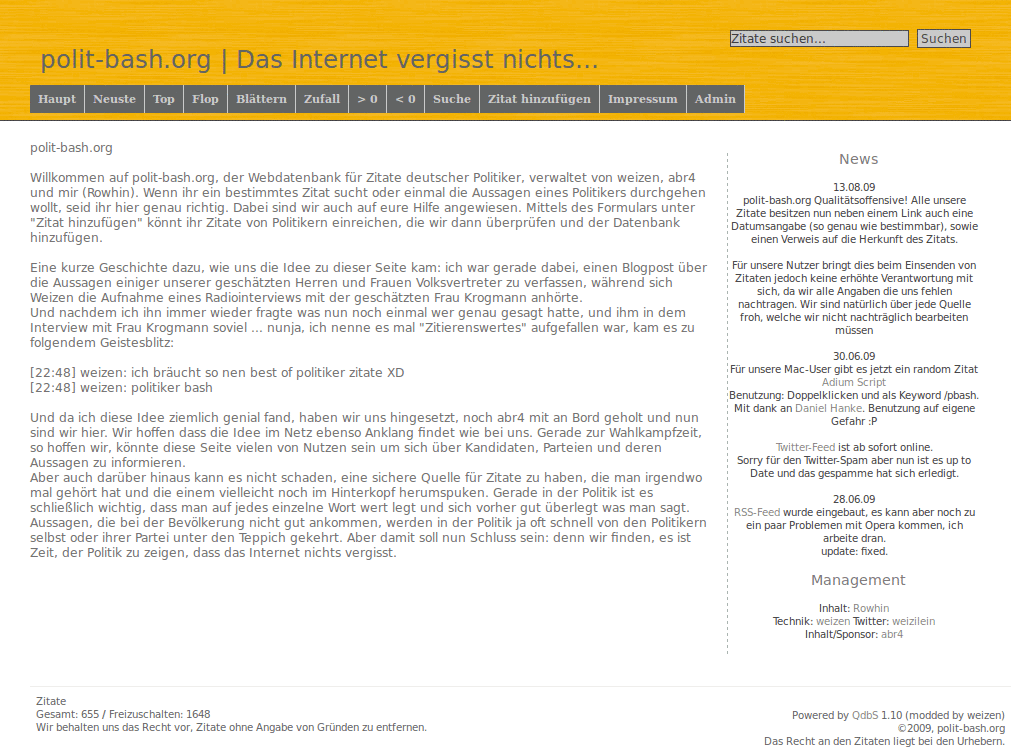 polit-bash.org | Das Internet vergisst nichts...
Zitate suchen...
Suchen
Haupt Neuste Top Flop Blättern Zufall > 0 < 0 Suche Zitat hinzufügen Impressum Admin
polit-bash.org
Willkommen auf polit-bash.org, der Webdatenbank für Zitate deutscher Politiker, verwaltet von weizen, abr4
und mir (Rowhin). Wenn ihr ein bestimmtes Zitat sucht oder einmal die Aussagen eines Politikers durchgehen
wollt, seid ihr hier genau richtig. Dabei sind wir auch auf eure Hilfe angewiesen. Mittels des Formulars unter
"Zitat hinzufügen" könnt ihr Zitate von Politikern einreichen, die wir dann überprüfen und der Datenbank
hinzufügen.
Eine kurze Geschichte dazu, wie uns die Idee zu dieser Seite kam: ich war gerade dabei, einen Blogpost über
die Aussagen einiger unserer geschätzten Herren und Frauen Volksvertreter zu verfassen, während sich
Weizen die Aufnahme eines Radiointerviews mit der geschätzten Frau Krogmann anhörte.
Und nachdem ich ihn immer wieder fragte was nun noch einmal wer genau gesagt hatte, und ihm in dem
Interview mit Frau Krogmann soviel ... nunja, ich nenne es mal "Zitierenswertes" aufgefallen war, kam es zu
folgendem Geistesblitz:
[22:48] weizen: ich bräucht so nen best of politiker zitate XD
[22:48] weizen: politiker bash
Und da ich diese Idee ziemlich genial fand, haben wir uns hingesetzt, noch abr4 mit an Bord geholt und nun
sind wir hier. Wir hoffen dass die Idee im Netz ebenso Anklang findet wie bei uns. Gerade zur Wahlkampfzeit,
so hoffen wir, könnte diese Seite vielen von Nutzen sein um sich über Kandidaten, Parteien und deren
Aussagen zu informieren.
Aber auch darüber hinaus kann es nicht schaden, eine sichere Quelle für Zitate zu haben, die man irgendwo
mal gehört hat und die einem vielleicht noch im Hinterkopf herumspuken. Gerade in der Politik ist es
schließlich wichtig, dass man auf jedes einzelne Wort wert legt und sich vorher gut überlegt was man sagt.
Aussagen, die bei der Bevölkerung nicht gut ankommen, werden in der Politik ja oft schnell von den Politikern
selbst oder ihrer Partei unter den Teppich gekehrt. Aber damit soll nun Schluss sein: denn wir finden, es ist
Zeit, der Politik zu zeigen, dass das Internet nichts vergisst.
News
13.08.09
polit-bash.org Qualitätsoffensive! Alle unsere
Zitate besitzen nun neben einem Link auch eine
Datumsangabe (so genau wie bestimmbar), sowie
einen Verweis auf die Herkunft des Zitats.
Für unsere Nutzer bringt dies beim Einsenden von
Zitaten jedoch keine erhöhte Verantwortung mit
sich, da wir alle Angaben die uns fehlen
nachtragen. Wir sind natürlich über jede Quelle
froh, welche wir nicht nachträglich bearbeiten
müssen
30.06.09
Für unsere Mac-User gibt es jetzt ein random Zitat
Adium Script
Benutzung: Doppelklicken und als Keyword /pbash.
Mit dank an Daniel Hanke. Benutzung auf eigene
Gefahr :P
Twitter-Feed ist ab sofort online.
Sorry für den Twitter-Spam aber nun ist es up to
Date und das gespamme hat sich erledigt.
28.06.09
RSS-Feed wurde eingebaut, es kann aber noch zu
ein paar Problemen mit Opera kommen, ich
arbeite dran.
update: fixed.
Management
Inhalt: Rowhin
Technik: weizen Twitter: weizilein
Inhalt/Sponsor: abr4
Zitate
Gesamt: 655 / Freizuschalten: 1648
Wir behalten uns das Recht vor, Zitate ohne Angabe von Gründen zu entfernen.
Powered by QdbS 1.10 (modded by weizen)
©2009, polit-bash.org
Das Recht an den Zitaten liegt bei den Urhebern.